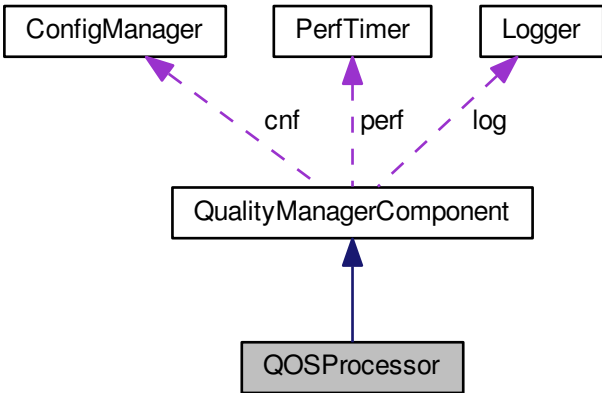 ConfigManager PerfTimer Logger
cnf perf log
QualityManagerComponent
QOSProcessor